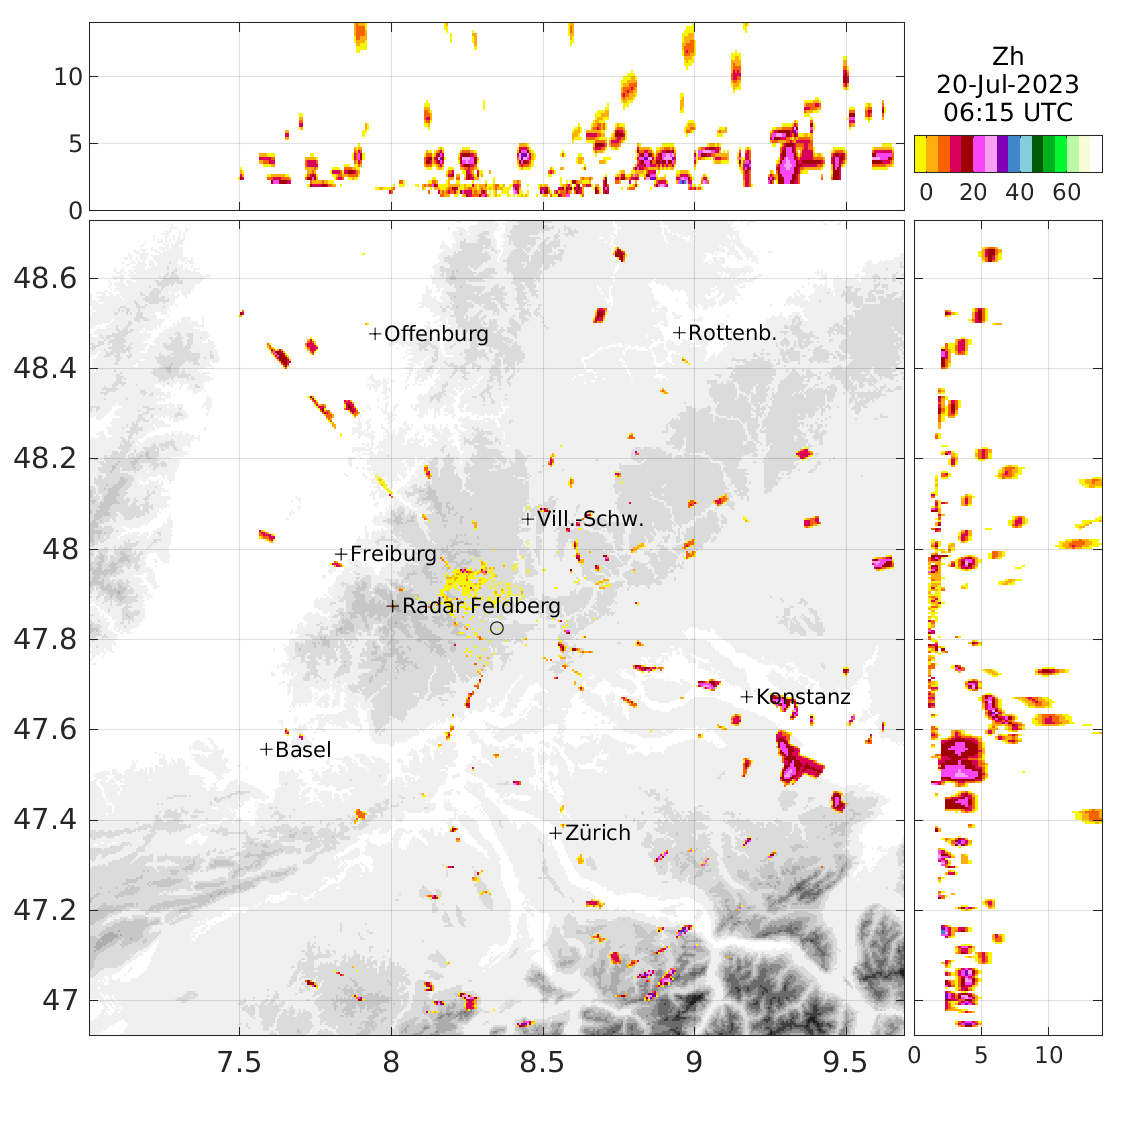 10
5
0
Zh
20-Jul-2023
06:15 UTC
0 20 40 60
48.6
48.4
48.2
48
47.8
47.6
47.4
47.2
47
+Offenburg
+Rottenb.
+Vill.-Schw.
+Freiburg
+Radar Feldberg
+Konstanz
+Basel
+Zürich
7.5 8 8.5 9 9.5
0 5 10